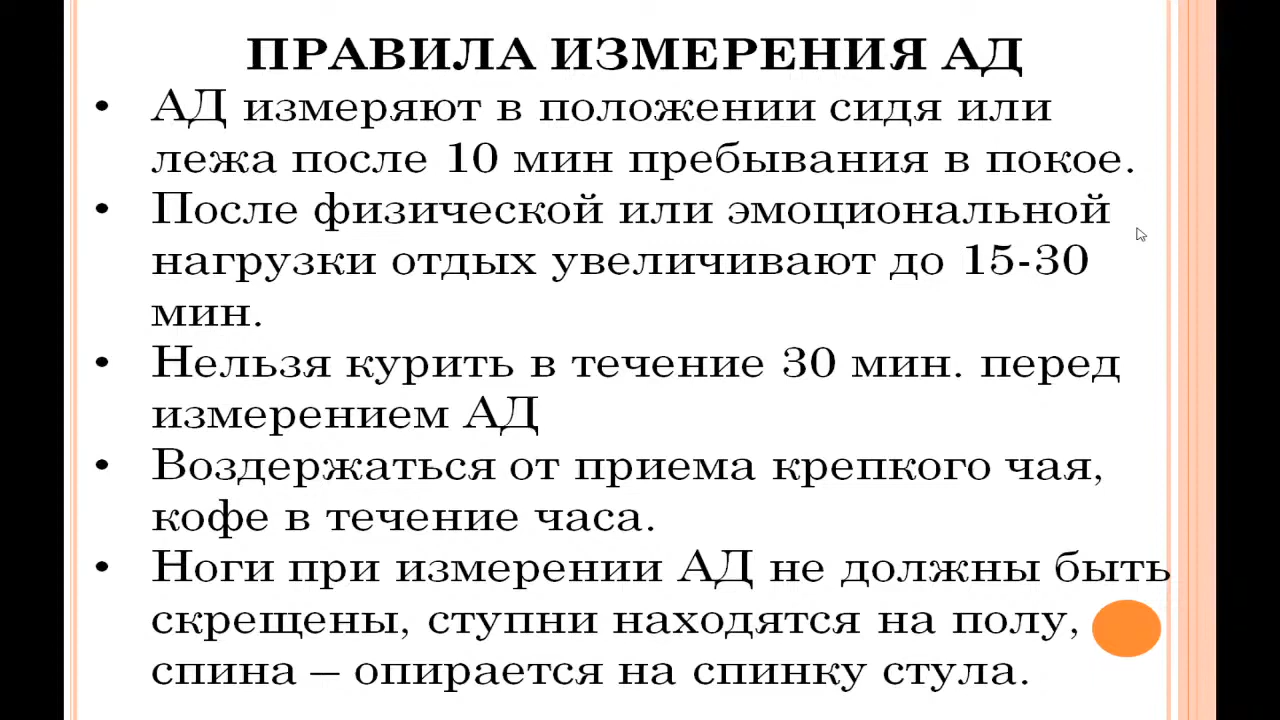 ПРАВИЛА ИЗМЕРЕНИЯ АД
• АД измеряют в положении сидя или
лежа после 10 мин пребывания в покое.
• После физической или эмоциональной
нагрузки отдых увеличивают до 15-30
мин.
• Нельзя курить в течение 30 мин. перед
измерением АД
• Воздержаться от приема крепкого чая,
кофе в течение часа.
• Ноги при измерении АД не должны быть
скрещены, ступни находятся на полу,
спина – опирается на спинку стула.